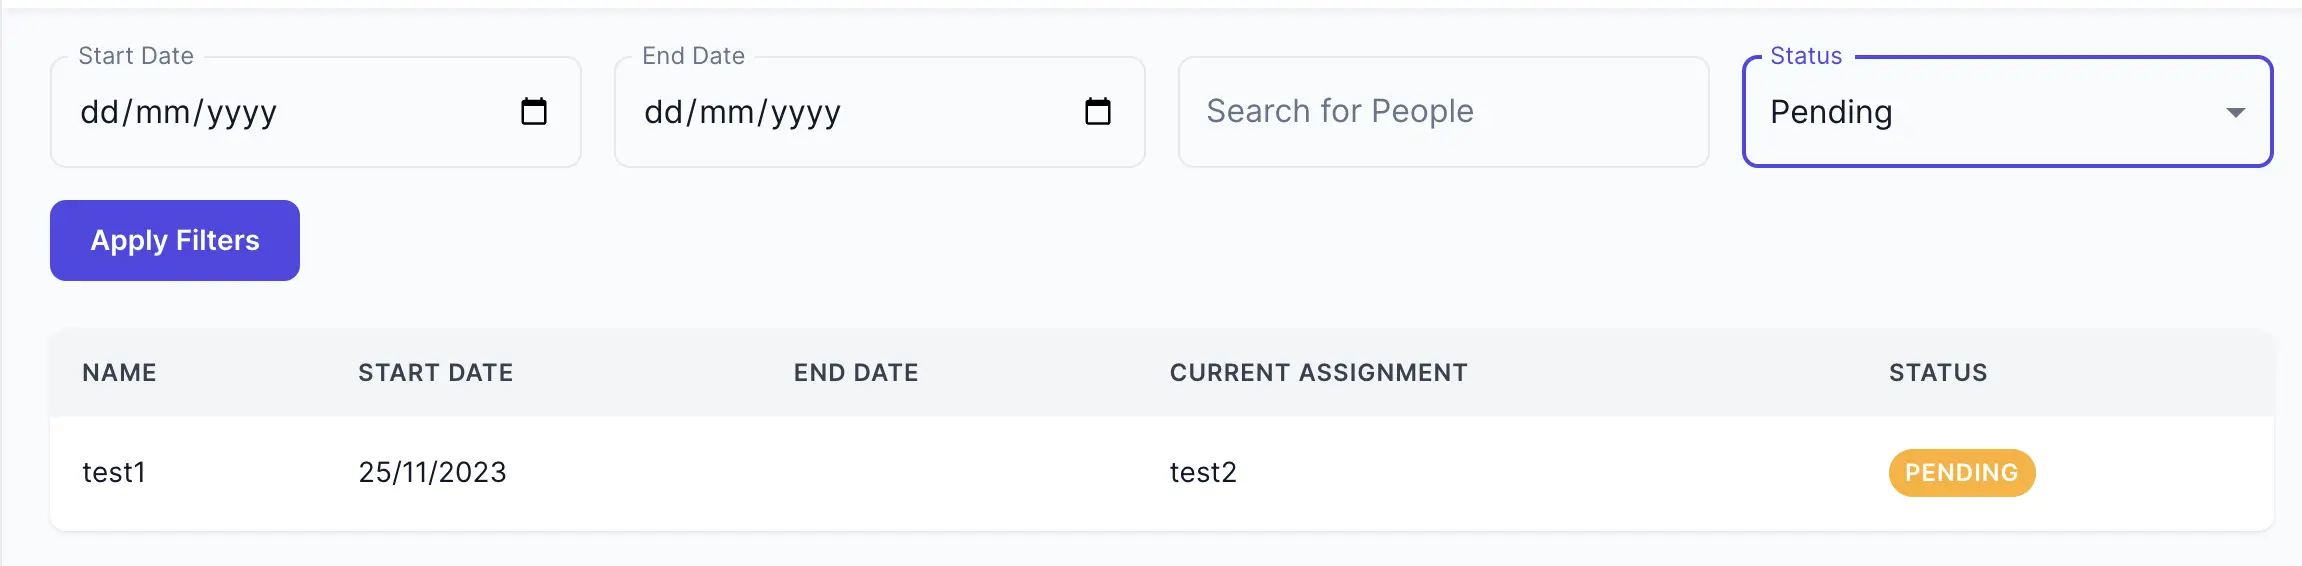 Start Date End Date Status
dd/mm/yyyy dd/mm/yyyy Search for People Pending
Apply Filters
NAME START DATE END DATE CURRENT ASSIGNMENT STATUS
test1 25/11/2023 test2 PENDING